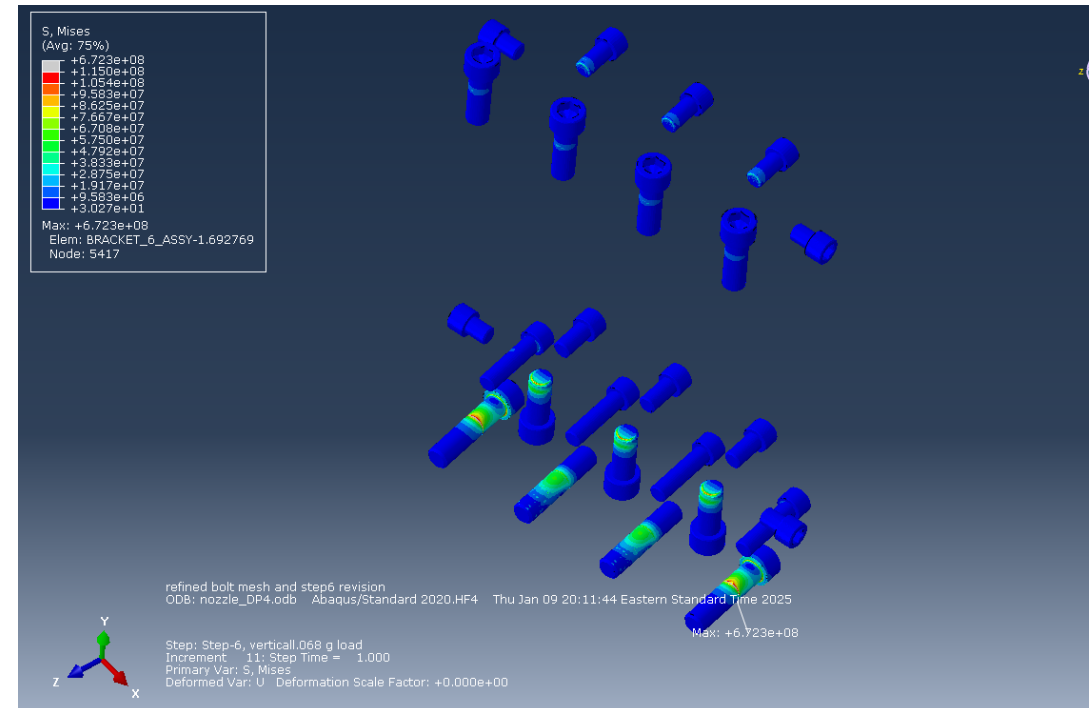 S, Mises
(Avg: 75%)
+6.723e+08
+1.150e+08
+1.054e+08
+9.583e+07
+8.625e+07
+7.667e+07
+6.708e+07
+5.750e+07
+4.792e+07
+3.833e+07
+2.875e+07
+1.917e+07
+9.583e+06
+3.027e+01
Max: +6.723e+08
Elem: BRACKET_6_ASSY-1.692769
Node: 5417
z
Max: +6.723e+08
refined bolt mesh and step6 revision
ODB: nozzle_DP4.odb    Abaqus/Standard 2020.HF4    Thu Jan 09 20:11:44 Eastern Standard Time 2025
Step: Step-6, verticall.068 g load
Increment    11: Step Time =    1.000
Primary Var: S, Mises
Deformed Var: U   Deformation Scale Factor: +0.000e+00
Y
Z
X